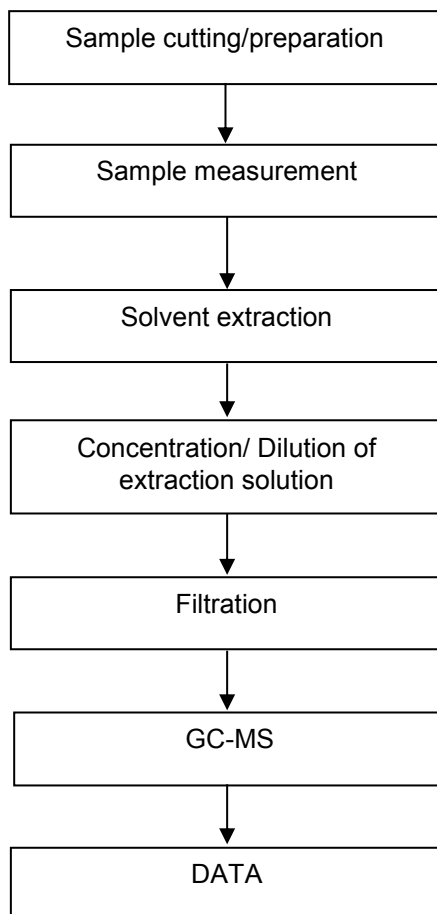 Sample cutting/preparation
Sample measurement
Solvent extraction
Concentration/ Dilution of
extraction solution
Filtration
GC-MS
DATA